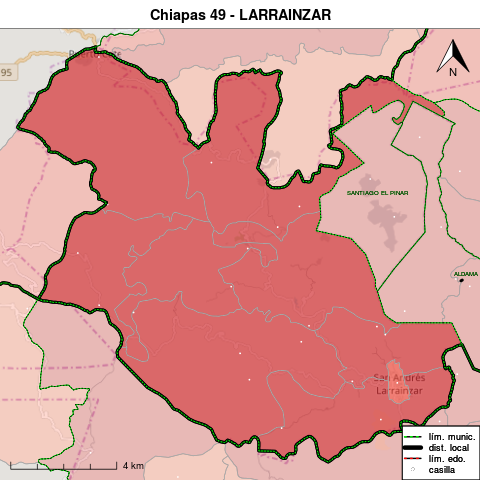 Chiapas 49 - LARRAINZAR
95
N
SANTIAGO EL PINAR
ALDAMA
San Andrés
Larrainzar
lím. munic.
dist. local
lím. edo.
casilla
4 km